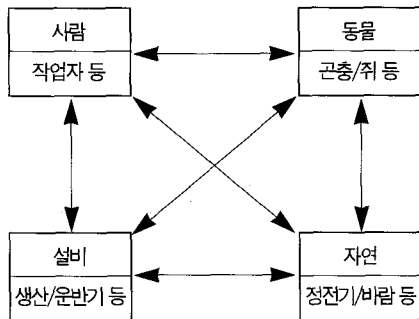 사람
작업자 등
동물
곤충/쥐 등
설비
생산/운반기 등
자연
정전기/바람 등